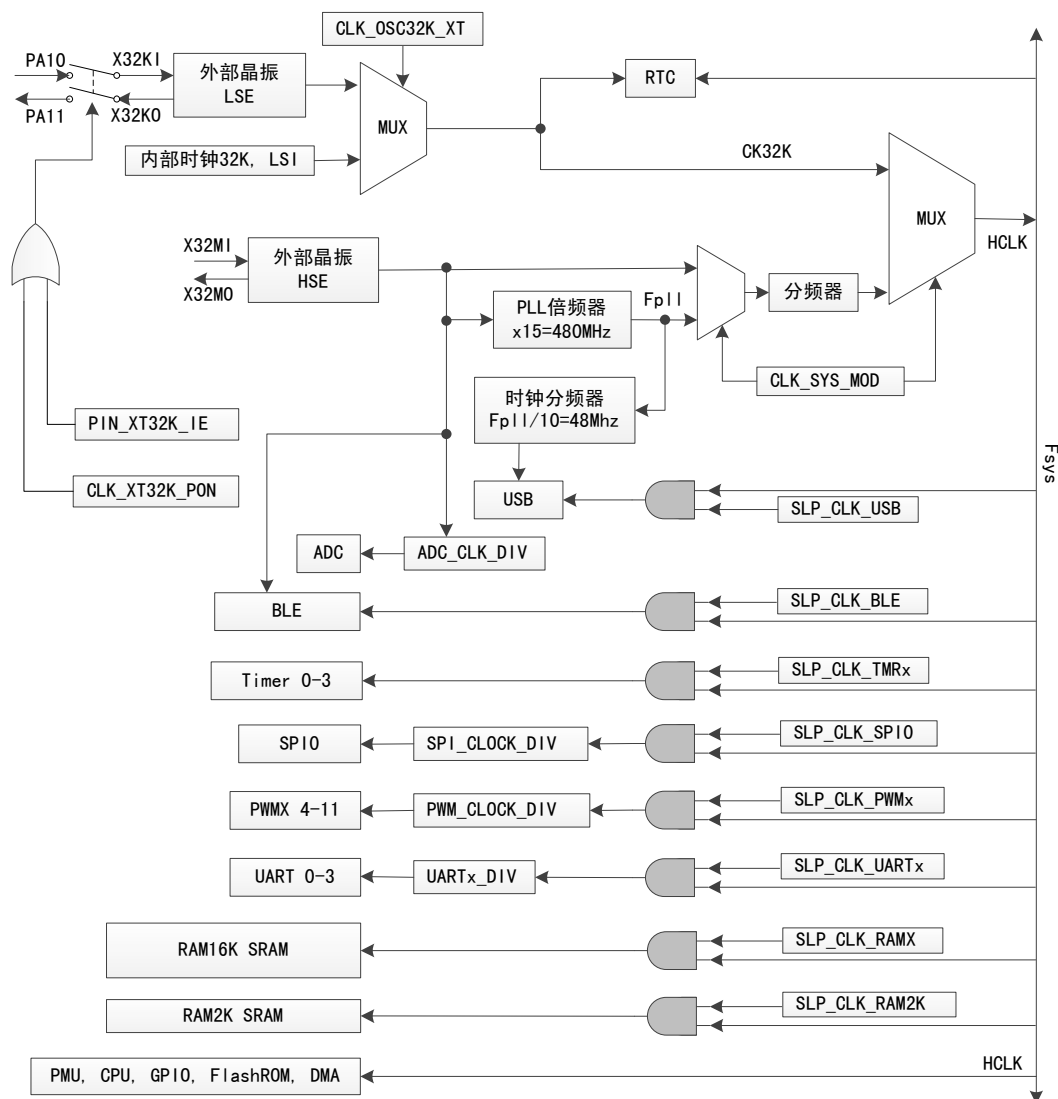 CLK_OSC32K_XT
PA10
X32KI
外部晶振
LSE
RTC
PA11
X32KO
MUX
内部时钟32K, LSI
CK32K
MUX
HCLK
X32MI
外部晶振
HSE
X32MO
PLL倍频器
x15=480MHz
Fpll
分频器
CLK_SYS_MOD
时钟分频器
Fpll/10=48Mhz
PIN_XT32K_IE
Fsys
CLK_XT32K_PON
USB
SLP_CLK_USB
ADC
ADC_CLK_DIV
BLE
SLP_CLK_BLE
Timer 0-3
SLP_CLK_TMRx
SPI0
SPI_CLOCK_DIV
SLP_CLK_SPI0
PWMX 4-11
PWM_CLOCK_DIV
SLP_CLK_PWMx
UART 0-3
UARTx_DIV
SLP_CLK_UARTx
RAM16K SRAM
SLP_CLK_RAMX
RAM2K SRAM
SLP_CLK_RAM2K
PMU, CPU, GPIO, FlashROM, DMA
HCLK